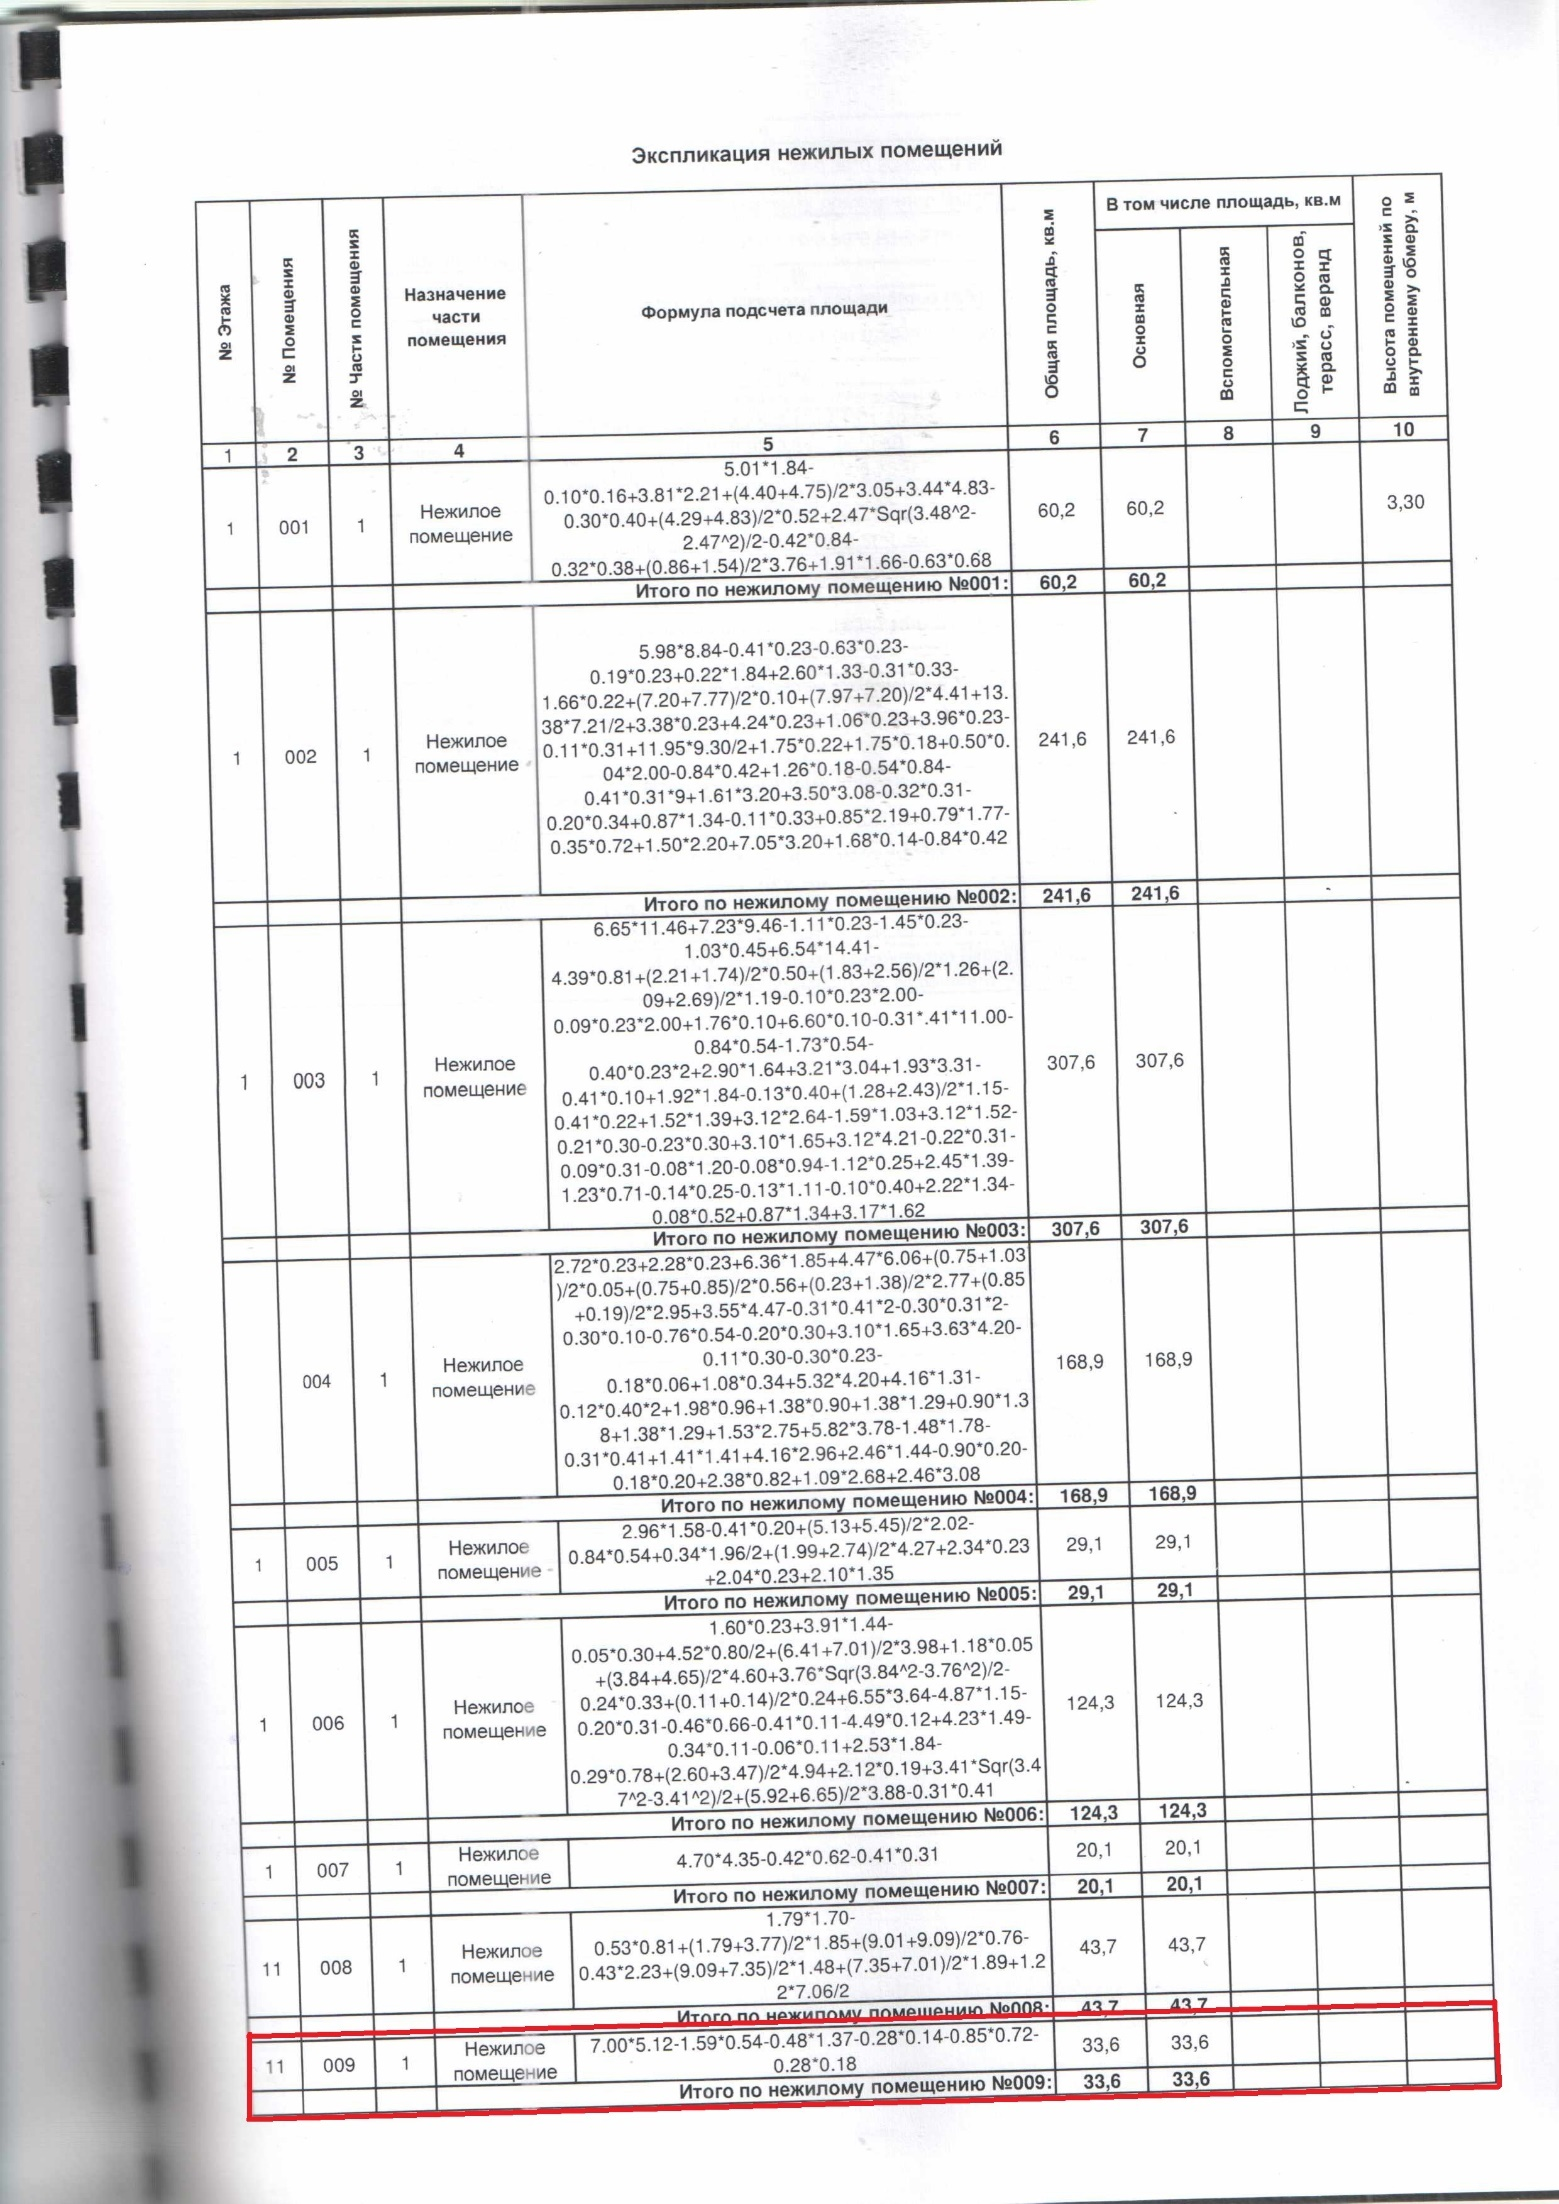 Экспликация нежилых помещений
№ Этажа
№ Помещения
№ Части помещения
Назначение
части
помещения
Формула подсчета площади
Общая площадь, кв.м
В том числе площадь, кв.м
Основная
Вспомогательная
Лоджий, балконов,
терасс, веранд
Высота помещений по
внутреннему обмеру, м
1 2 3 4 5 6 7 8 9 10
1 001 1
Нежилое
помещение
5.01*1.84-
0.10*0.16+3.81*2.21+(4.40+4.75)/2*3.05+3.44*4.83-
0.30*0.40+(4.29+4.83)/2*0.52+2.47*Sqr(3.48^2-
2.47^2)/2-0.42*0.84-
0.32*0.38+(0.86+1.54)/2*3.76+1.91*1.66-0.63*0.68
60,2 60,2 3,30
Итого по нежилому помещению №001: 60,2 60,2
1 002 1
Нежилое
помещение
5.98*8.84-0.41*0.23-0.63*0.23-
0.19*0.23+0.22*1.84+2.60*1.33-0.31*0.33-
1.66*0.22+(7.20+7.77)/2*0.10+(7.97+7.20)/2*4.41+13.
38*7.21/2+3.38*0.23+4.24*0.23+1.06*0.23+3.96*0.23-
0.11*0.31+11.95*9.30/2+1.75*0.22+1.75*0.18+0.50*0.
04*2.00-0.84*0.42+1.26*0.18-0.54*0.84-
0.41*0.31*9+1.61*3.20+3.50*3.08-0.32*0.31-
0.20*0.34+0.87*1.34-0.11*0.33+0.85*2.19+0.79*1.77-
0.35*0.72+1.50*2.20+7.05*3.20+1.68*0.14-0.84*0.42
241,6 241,6
Итого по нежилому помещению №002: 241,6 241,6
1 003 1
Нежилое
помещение
6.65*11.46+7.23*9.46-1.11*0.23-1.45*0.23-
1.03*0.45+6.54*14.41-
4.39*0.81+(2.21+1.74)/2*0.50+(1.83+2.56)/2*1.26+(2.
09+2.69)/2*1.19-0.10*0.23*2.00-
0.09*0.23*2.00+1.76*0.10+6.60*0.10-0.31*.41*11.00-
0.84*0.54-1.73*0.54-
0.40*0.23*2+2.90*1.64+3.21*3.04+1.93*3.31-
0.41*0.10+1.92*1.84-0.13*0.40+(1.28+2.43)/2*1.15-
0.41*0.22+1.52*1.39+3.12*2.64-1.59*1.03+3.12*1.52-
0.21*0.30-0.23*0.30+3.10*1.65+3.12*4.21-0.22*0.31-
0.09*0.31-0.08*1.20-0.08*0.94-1.12*0.25+2.45*1.39-
1.23*0.71-0.14*0.25-0.13*1.11-0.10*0.40+2.22*1.34-
0.08*0.52+0.87*1.34+3.17*1.62
307,6 307,6
Итого по нежилому помещению №003: 307,6 307,6
004 1
Нежилое
помещение
2.72*0.23+2.28*0.23+6.36*1.85+4.47*6.06+(0.75+1.03
)/2*0.05+(0.75+0.85)/2*0.56+(0.23+1.38)/2*2.77+(0.85
+0.19)/2*2.95+3.55*4.47-0.31*0.41*2-0.30*0.31*2-
0.30*0.10-0.76*0.54-0.20*0.30+3.10*1.65+3.63*4.20-
0.11*0.30-0.30*0.23-
0.18*0.06+1.08*0.34+5.32*4.20+4.16*1.31-
0.12*0.40*2+1.98*0.96+1.38*0.90+1.38*1.29+0.90*1.3
8+1.38*1.29+1.53*2.75+5.82*3.78-1.48*1.78-
0.31*0.41+1.41*1.41+4.16*2.96+2.46*1.44-0.90*0.20-
0.18*0.20+2.38*0.82+1.09*2.68+2.46*3.08
168,9 168,9
Итого по нежилому помещению №004: 168,9 168,9
1 005 1
Нежилое
помещение
2.96*1.58-0.41*0.20+(5.13+5.45)/2*2.02-
0.84*0.54+0.34*1.96/2+(1.99+2.74)/2*4.27+2.34*0.23
+2.04*0.23+2.10*1.35
29,1 29,1
Итого по нежилому помещению №005: 29,1 29,1
1 006 1
Нежилое
помещение
1.60*0.23+3.91*1.44-
0.05*0.30+4.52*0.80/2+(6.41+7.01)/2*3.98+1.18*0.05
+(3.84+4.65)/2*4.60+3.76*Sqr(3.84^2-3.76^2)/2-
0.24*0.33+(0.11+0.14)/2*0.24+6.55*3.64-4.87*1.15-
0.20*0.31-0.46*0.66-0.41*0.11-4.49*0.12+4.23*1.49-
0.34*0.11-0.06*0.11+2.53*1.84-
0.29*0.78+(2.60+3.47)/2*4.94+2.12*0.19+3.41*Sqr(3.4
7^2-3.41^2)/2+(5.92+6.65)/2*3.88-0.31*0.41
124,3 124,3
Итого по нежилому помещению №006: 124,3 124,3
1 007 1
Нежилое
помещение
4.70*4.35-0.42*0.62-0.41*0.31
20,1 20,1
Итого по нежилому помещению №007: 20,1 20,1
11 008 1
Нежилое
помещение
1.79*1.70-
0.53*0.81+(1.79+3.77)/2*1.85+(9.01+9.09)/2*0.76-
0.43*2.23+(9.09+7.35)/2*1.48+(7.35+7.01)/2*1.89+1.2
2*7.06/2
43,7 43,7
Итого по нежилому помещению №008: 43,7 43,7
11 009 1
Нежилое
помещение
7.00*5.12-1.59*0.54-0.48*1.37-0.28*0.14-0.85*0.72-
0.28*0.18
33,6 33,6
Итого по нежилому помещению №009: 33,6 33,6